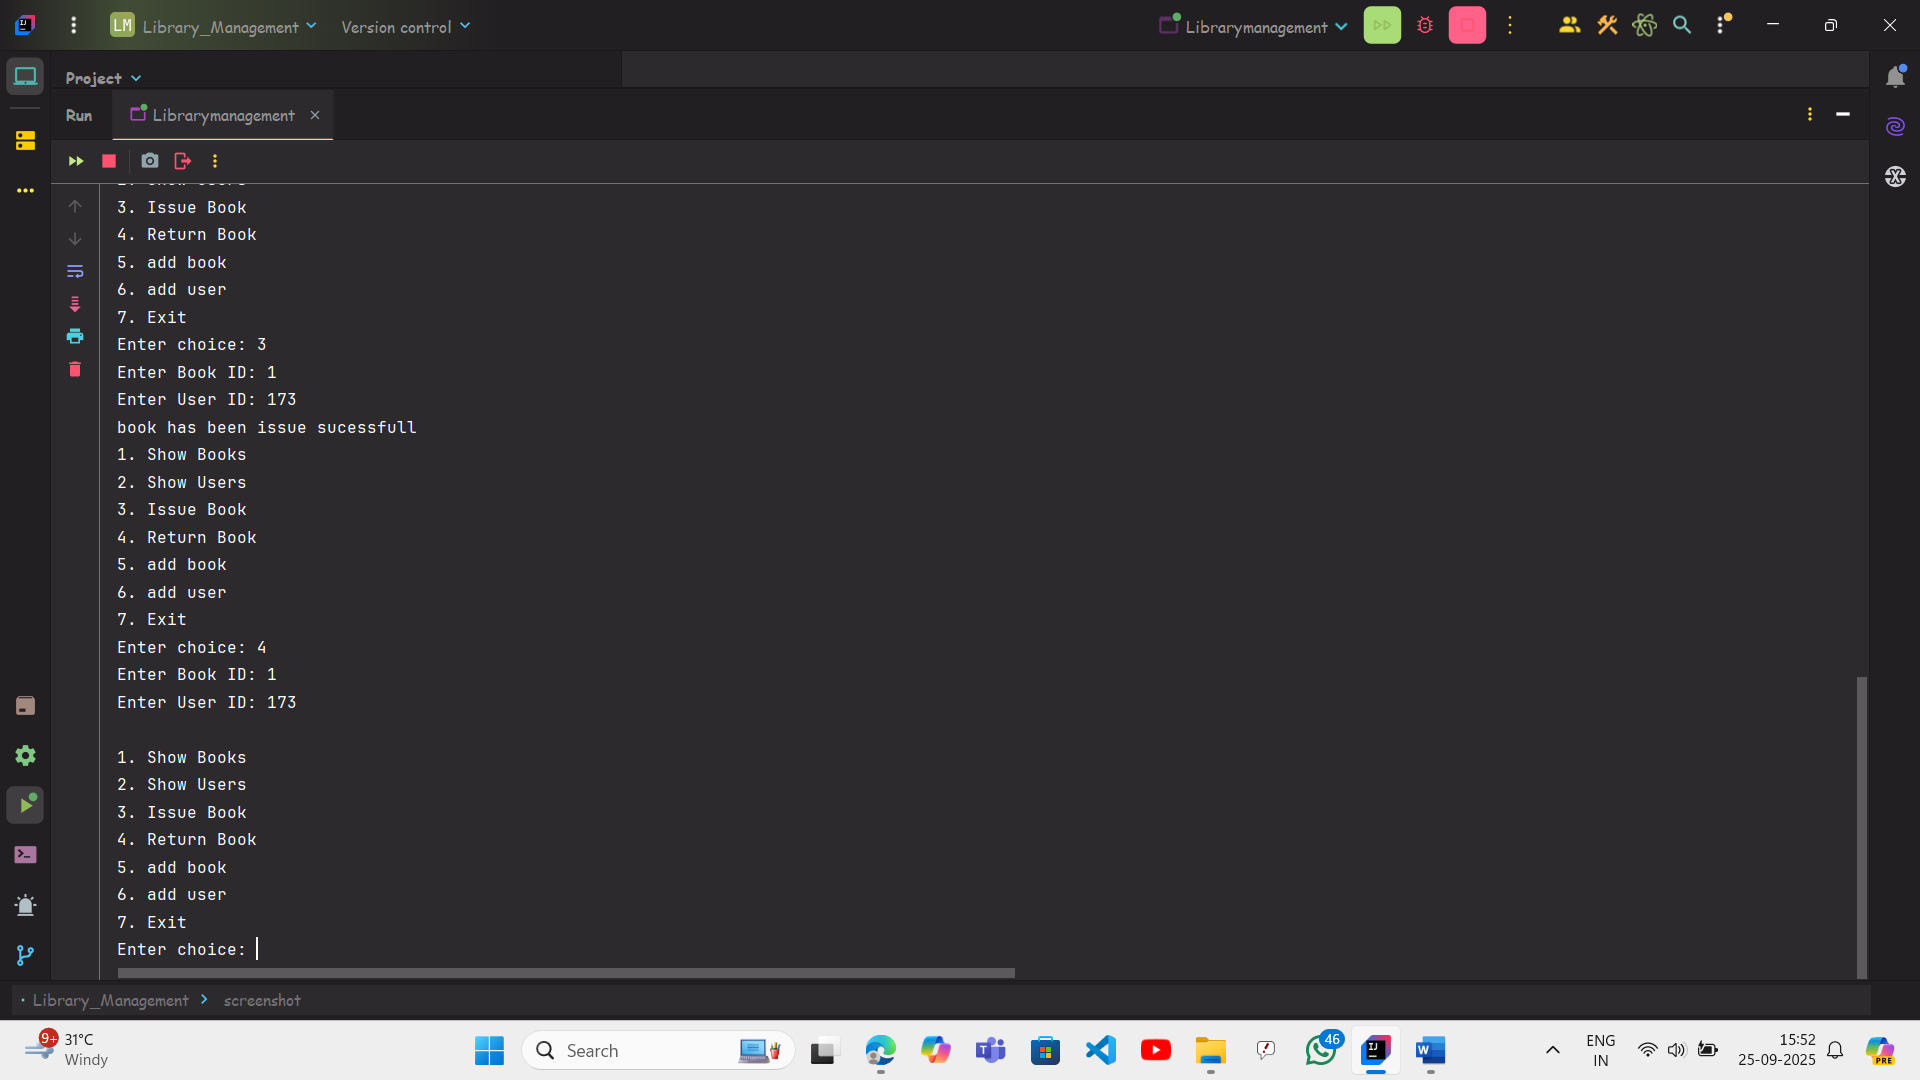 LM Library_Management
Version control
Librarymanagement
Project
Run
Librarymanagement
3. Issue Book
4. Return Book
5. add book
6. add user
7. Exit
Enter choice: 3
Enter Book ID: 1
Enter User ID: 173
book has been issue sucessfull
1. Show Books
2. Show Users
3. Issue Book
4. Return Book
5. add book
6. add user
7. Exit
Enter choice: 4
Enter Book ID: 1
Enter User ID: 173
1. Show Books
2. Show Users
3. Issue Book
4. Return Book
5. add book
6. add user
7. Exit
Enter choice:
Library_Management > screenshot
9+
31°C
Windy
Search
46
ENG
IN
15:52
25-09-2025
PRE